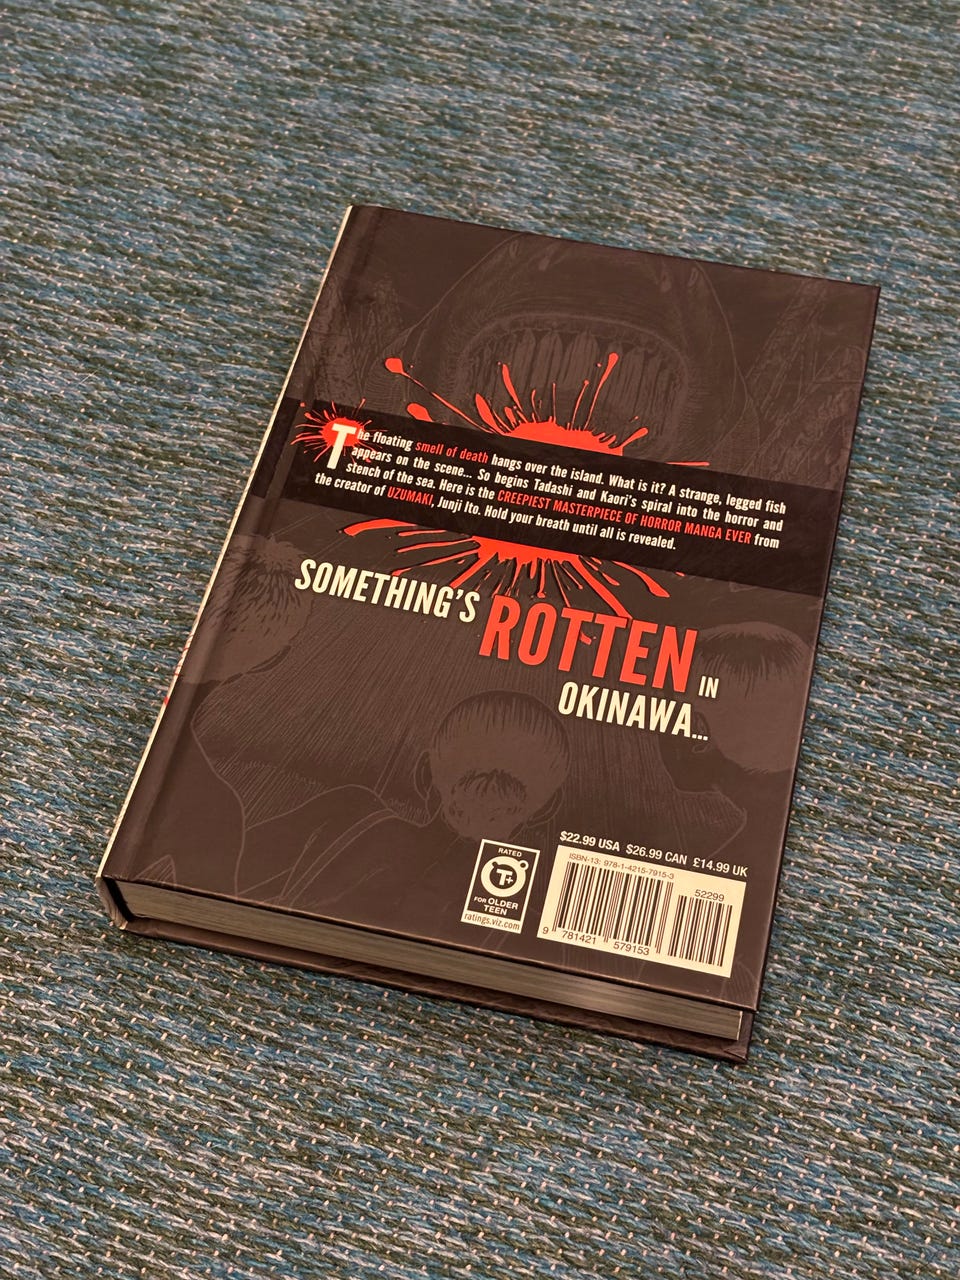 The floating smell of death hangs over the island. What is it? A strange, legged fish
appears on the scene... So begins Tadashi and Kaori's spiral into the horror and
stench of the sea. Here is the CREEPIEST MASTERPIECE OF HORROR MANGA EVER from
the creator of UZUMAKI, Junji Ito. Hold your breath until all is revealed.
SOMETHING'S ROTTEN IN
OKINAWA...
$22.99 USA $26.99 CAN £14.99 UK
RATED
T+
FOR OLDER
TEEN
ratings.viz.com
ISBN-13: 978-1-4215-7915-3
52299
9 781421 579153